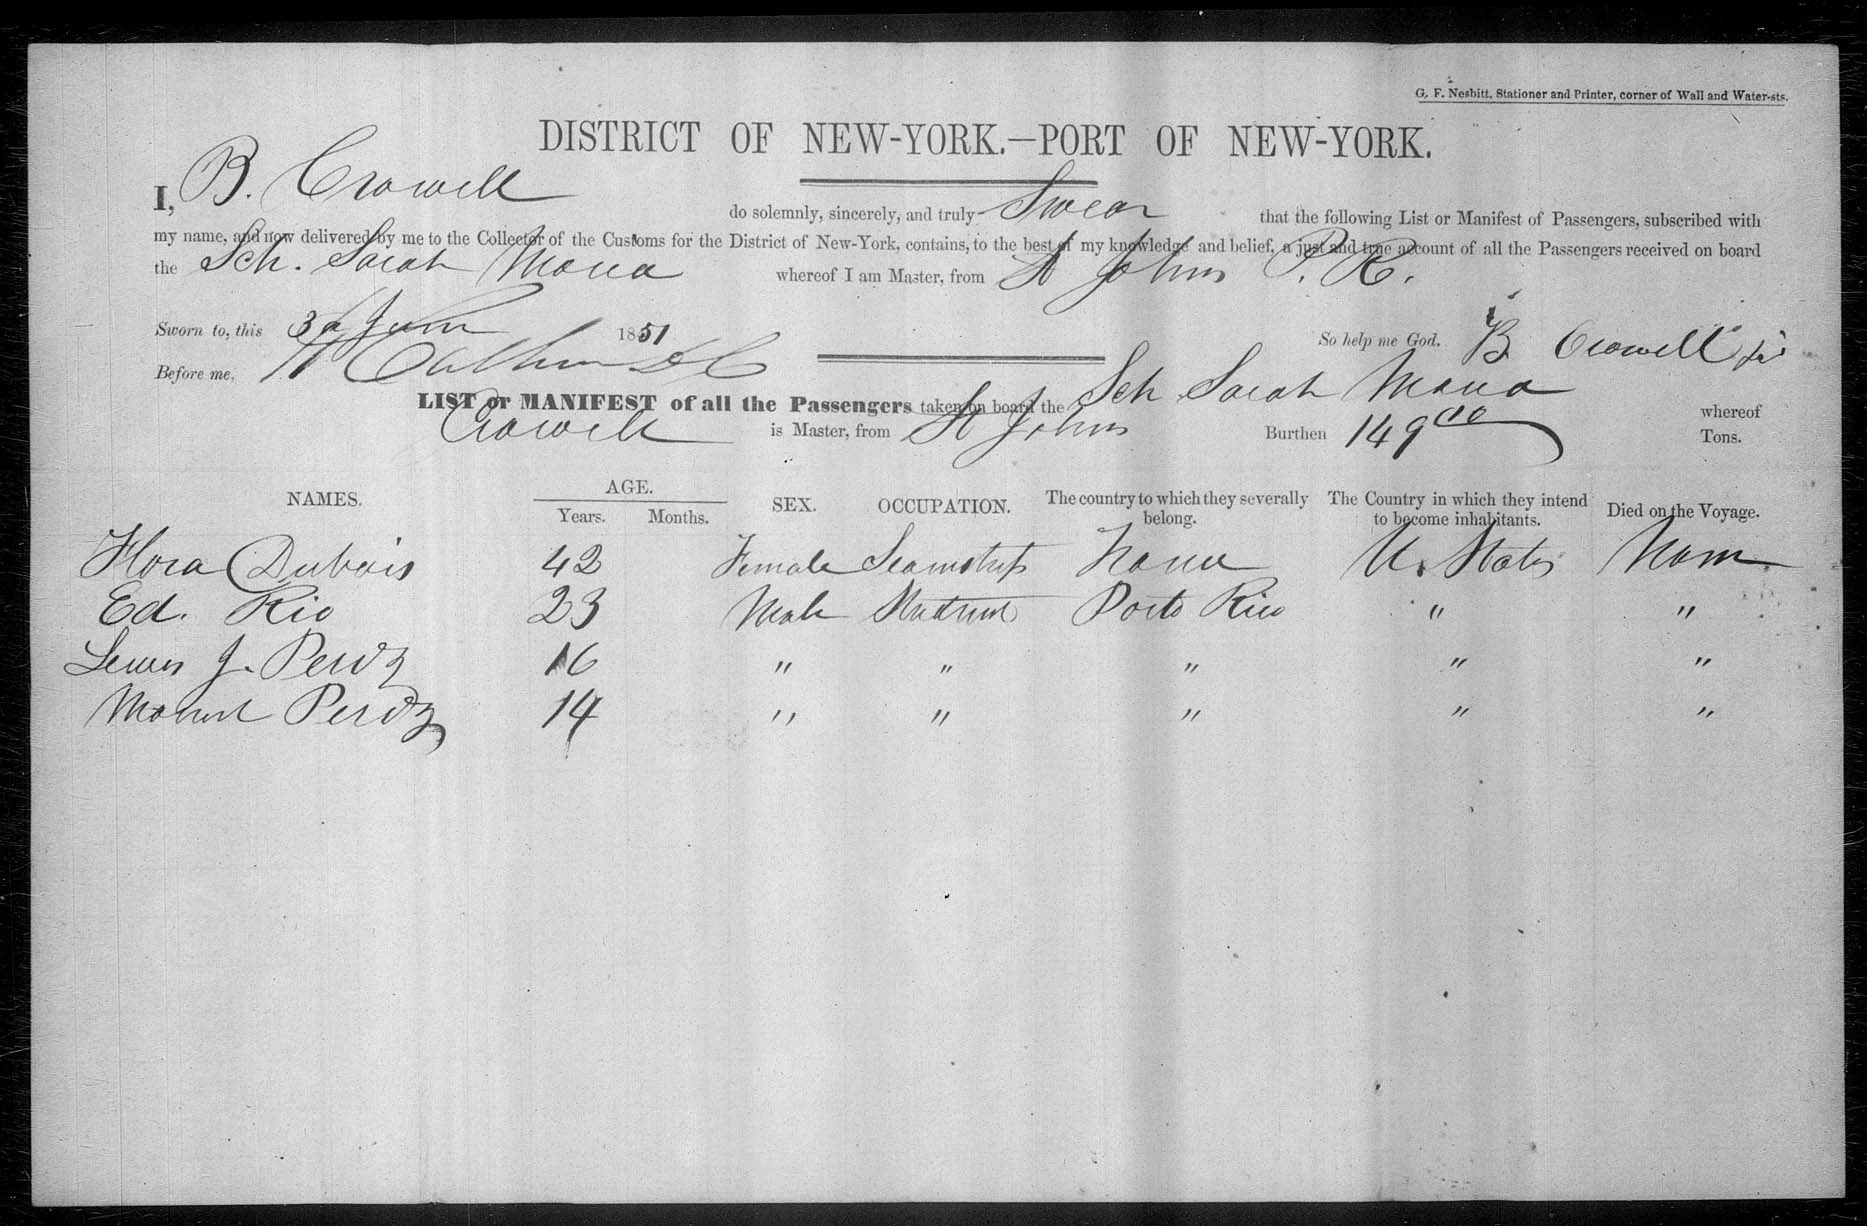 G. F. Nesbitt, Stationer and Printer, corner of Wall and Water-sts.
DISTRICT OF NEW-YORK.—PORT OF NEW-YORK.
I, B. Crowell do solemnly, sincerely, and truly Swear that the following List or Manifest of Passengers, subscribed with
my name, and now delivered by me to the Collector of the Customs for the District of New-York, contains, to the best of my knowledge and belief, a just and true account of all the Passengers received on board
the Sch. Sarah Maria whereof I am Master, from St Johns P. R.
Sworn to, this 1851 So help me God. B. Crowell jr
Before me,
LIST or MANIFEST of all the Passengers taken on board the Sch Sarah Maria whereof
Crowell is Master, from St Johns Burthen 149 Tons.
NAMES. AGE. SEX. OCCUPATION. The country to which they severally belong. The Country in which they intend to become inhabitants. Died on the Voyage.
Years. Months.
Flora Dubois 42 Female Seamstress U. States None
Ed. Rio 23 Male Student Porto Rico " "
J. 16 " " " " "
14 " " " " "